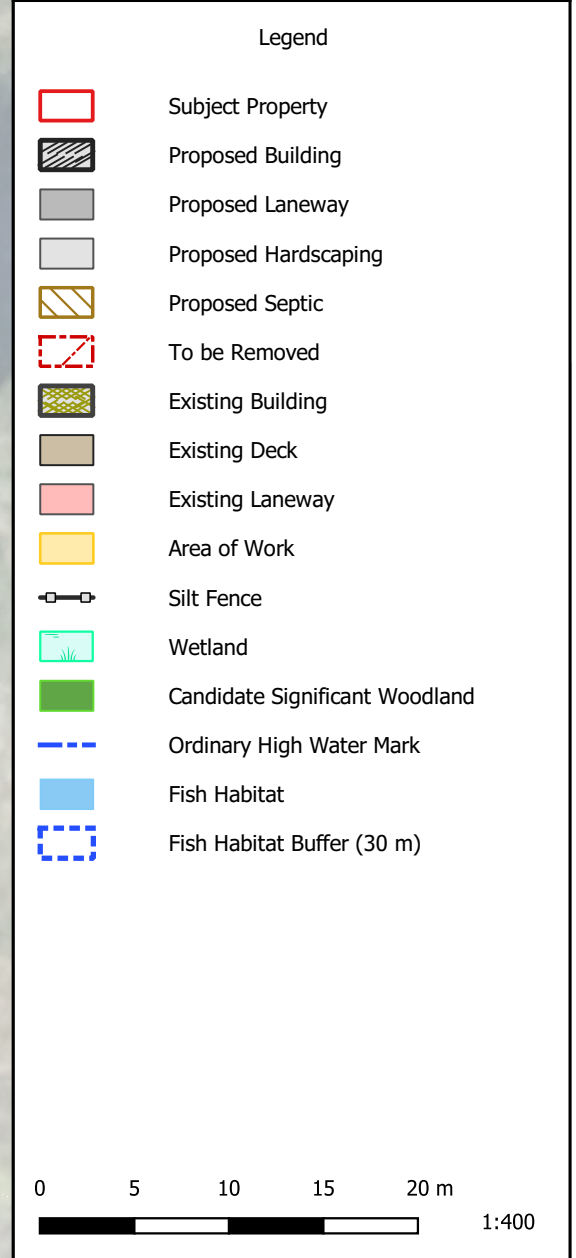 Legend
Subject Property
Proposed Building
Proposed Laneway
Proposed Hardscaping
Proposed Septic
To be Removed
Existing Building
Existing Deck
Existing Laneway
Area of Work
Silt Fence
Wetland
Candidate Significant Woodland
Ordinary High Water Mark
Fish Habitat
Fish Habitat Buffer (30 m)
0 5 10 15 20 m
1:400